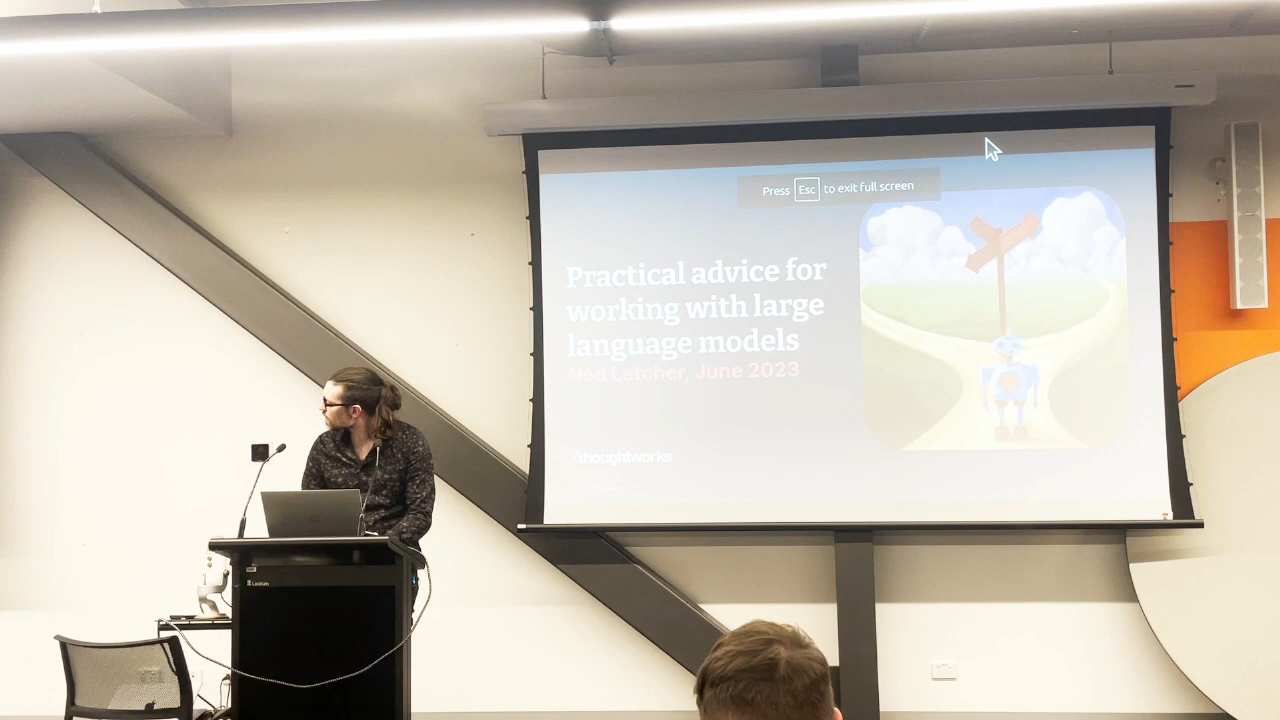 Press Esc to exit full screen
Practical advice for
working with large
language models
Ned Letcher, June 2023
/thoughtworks
Lectrum